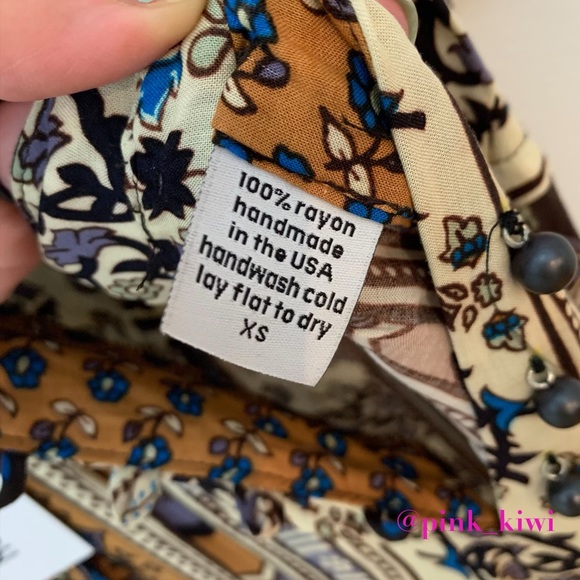 100% rayon
handmade
in the USA
handwash cold
lay flat to dry
XS
@pink_kiwi